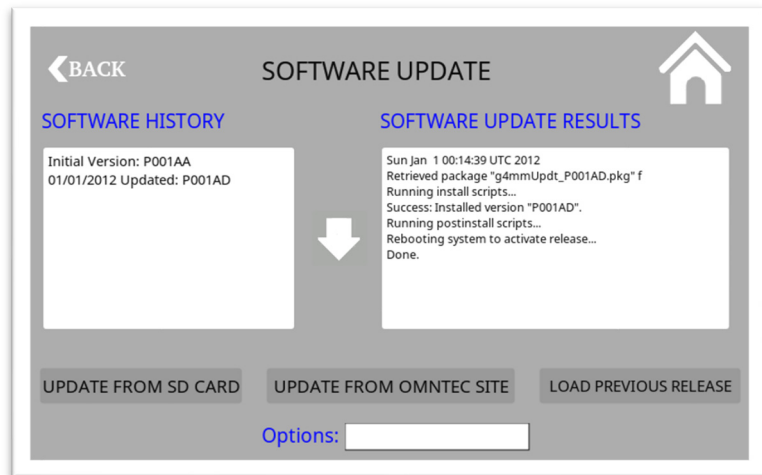 BACK
SOFTWARE UPDATE
SOFTWARE HISTORY
Initial Version: P001AA
01/01/2012 Updated: P001AD
SOFTWARE UPDATE RESULTS
Sun Jan  1 00:14:39 UTC 2012
Retrieved package "g4mmUpdt_P001AD.pkg" f
Running install scripts...
Success: Installed version "P001AD".
Running postinstall scripts...
Rebooting system to activate release...
Done.
UPDATE FROM SD CARD
UPDATE FROM OMNTEC SITE
LOAD PREVIOUS RELEASE
Options: